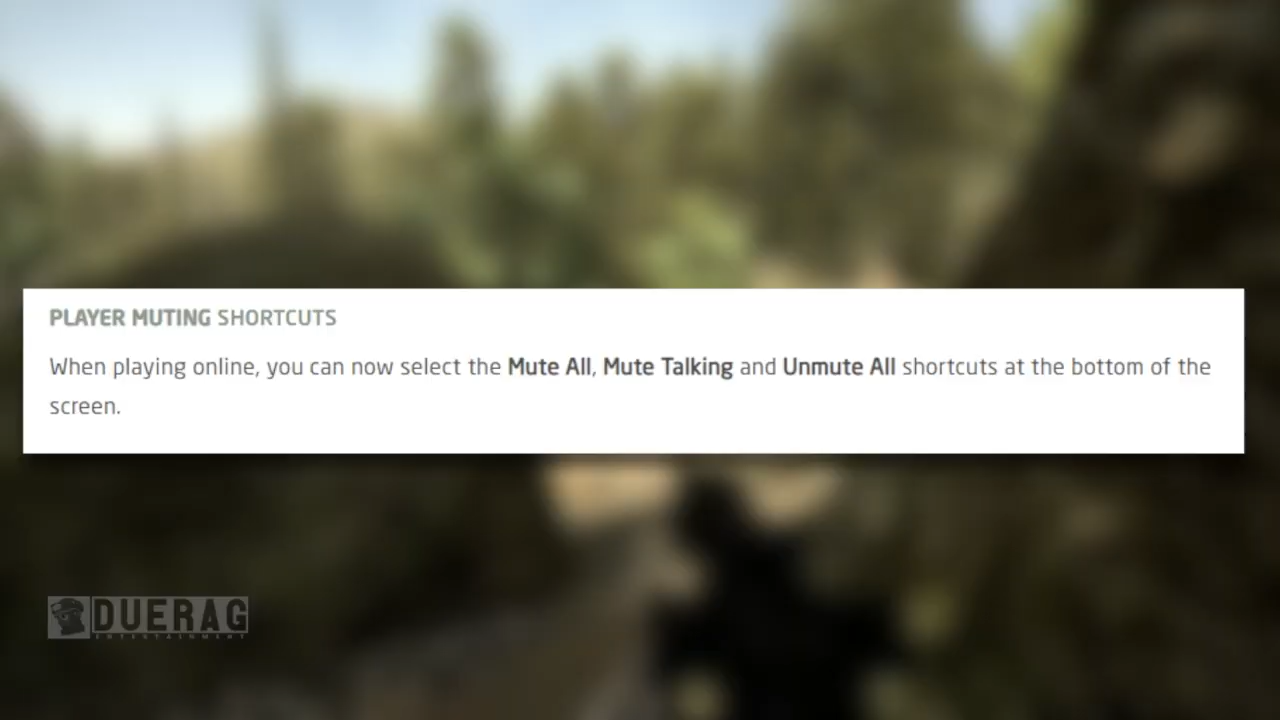 PLAYER MUTING SHORTCUTS
When playing online, you can now select the Mute All, Mute Talking and Unmute All shortcuts at the bottom of the
screen.
DUERAG
ENTERTAINMENT